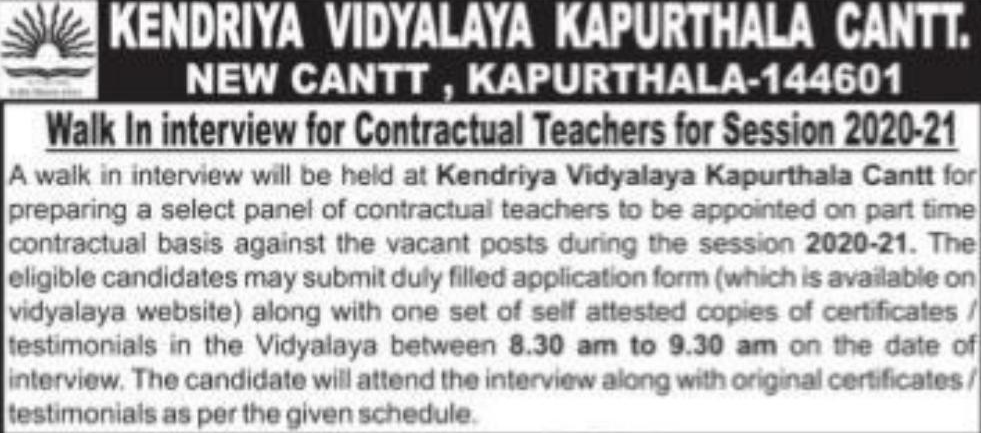 KENDRIYA VIDYALAYA KAPURTHALA CANTT.
NEW CANTT , KAPURTHALA-144601
Walk In interview for Contractual Teachers for Session 2020-21
A walk in interview will be held at Kendriya Vidyalaya Kapurthala Cantt for
preparing a select panel of contractual teachers to be appointed on part time
contractual basis against the vacant posts during the session 2020-21. The
eligible candidates may submit duly filled application form (which is available on
vidyalaya website) along with one set of self attested copies of certificates /
testimonials in the Vidyalaya between 8.30 am to 9.30 am on the date of
interview. The candidate will attend the interview along with original certificates /
testimonials as per the given schedule.